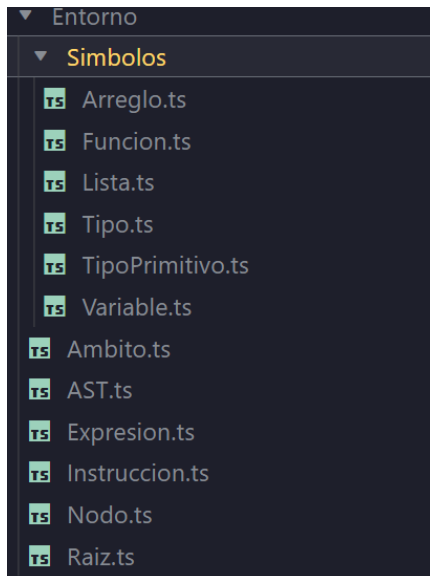 Entorno
Simbolos
TS Arreglo.ts
TS Funcion.ts
TS Lista.ts
TS Tipo.ts
TS TipoPrimitivo.ts
TS Variable.ts
TS Ambito.ts
TS AST.ts
TS Expresion.ts
TS Instruccion.ts
TS Nodo.ts
TS Raiz.ts